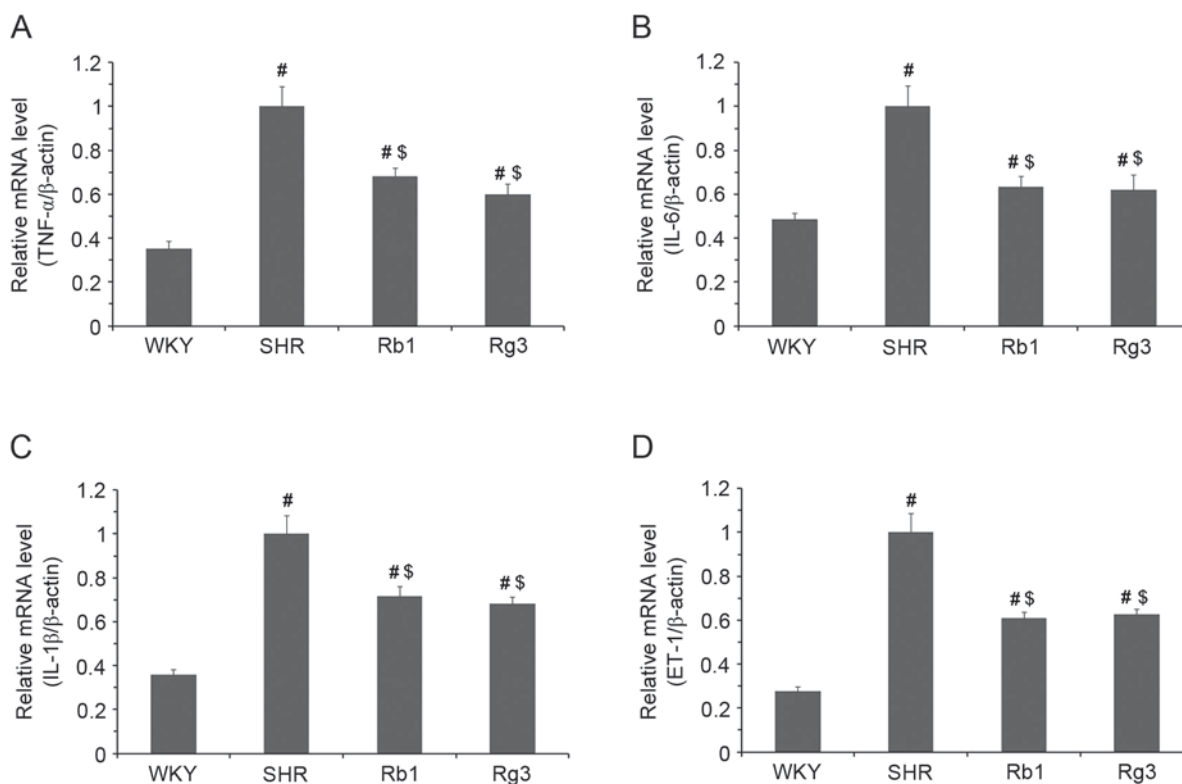 A
Relative mRNA level
(TNF-α/β-actin)
1.2
1
0.8
0.6
0.4
0.2
0
#
# $
# $
WKY SHR Rb1 Rg3
B
Relative mRNA level
(IL-6/β-actin)
1.2
1
0.8
0.6
0.4
0.2
0
#
# $
# $
WKY SHR Rb1 Rg3
C
Relative mRNA level
(IL-1β/β-actin)
1.2
1
0.8
0.6
0.4
0.2
0
#
# $
# $
WKY SHR Rb1 Rg3
D
Relative mRNA level
(ET-1/β-actin)
1.2
1
0.8
0.6
0.4
0.2
0
#
# $
# $
WKY SHR Rb1 Rg3